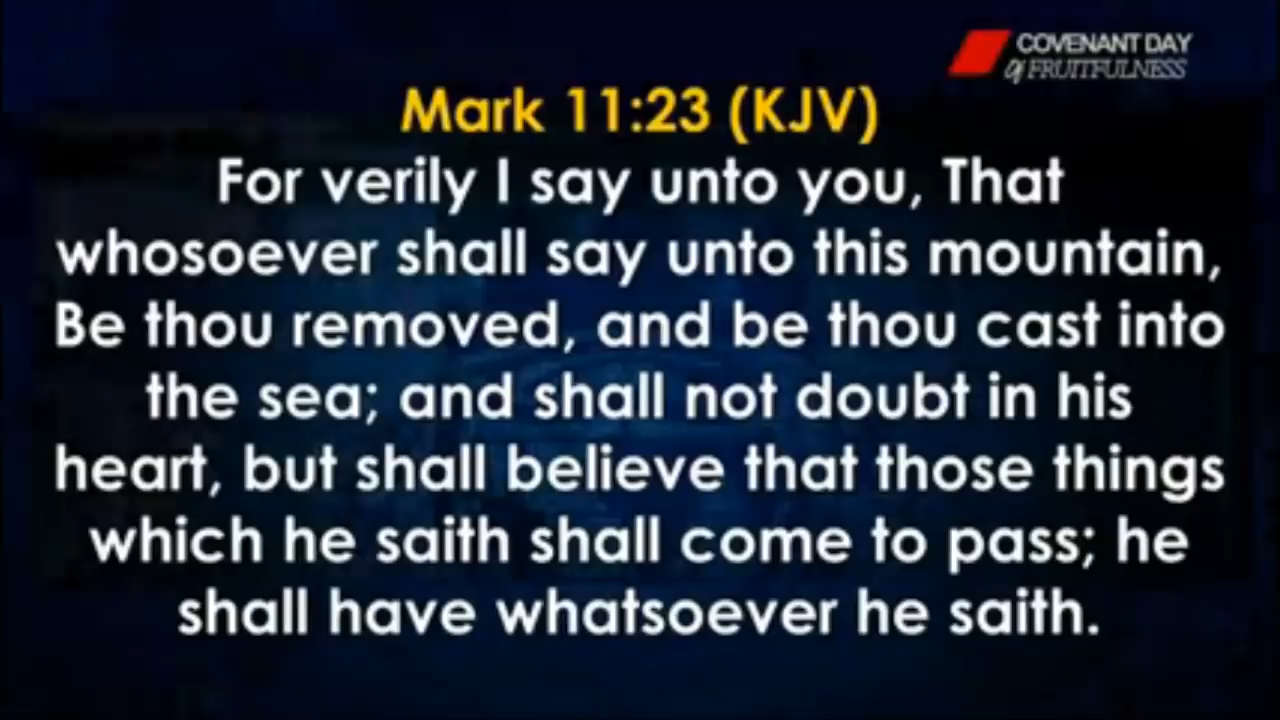 COVENANT DAY
of FRUITFULNESS
Mark 11:23 (KJV)
For verily I say unto you, That
whosoever shall say unto this mountain,
Be thou removed, and be thou cast into
the sea; and shall not doubt in his
heart, but shall believe that those things
which he saith shall come to pass; he
shall have whatsoever he saith.